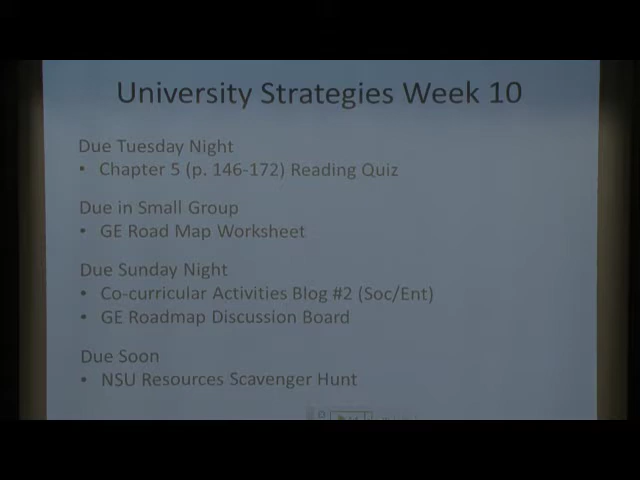 University Strategies Week 10
Due Tuesday Night
• Chapter 5 (p. 146-172) Reading Quiz
Due in Small Group
• GE Road Map Worksheet
Due Sunday Night
• Co-curricular Activities Blog #2 (Soc/Ent)
• GE Roadmap Discussion Board
Due Soon
• NSU Resources Scavenger Hunt